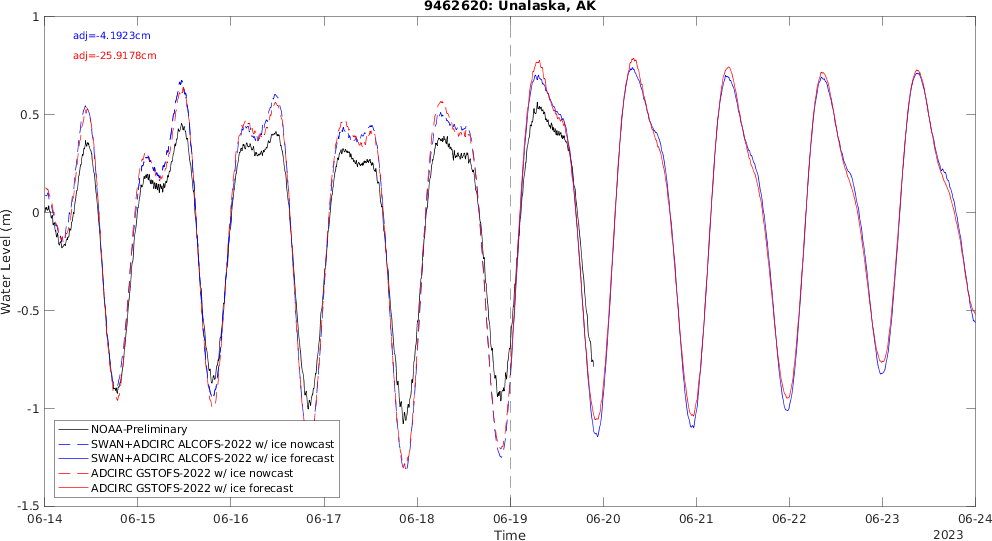 9462620: Unalaska, AK
adj=-4.1923cm
adj=-25.9178cm
1
0.5
0
-0.5
-1
-1.5
Water Level (m)
NOAA-Preliminary
SWAN+ADCIRC ALCOFS-2022 w/ ice nowcast
SWAN+ADCIRC ALCOFS-2022 w/ ice forecast
ADCIRC GSTOFS-2022 w/ ice nowcast
ADCIRC GSTOFS-2022 w/ ice forecast
06-14 06-15 06-16 06-17 06-18 06-19 06-20 06-21 06-22 06-23 06-24
Time
2023